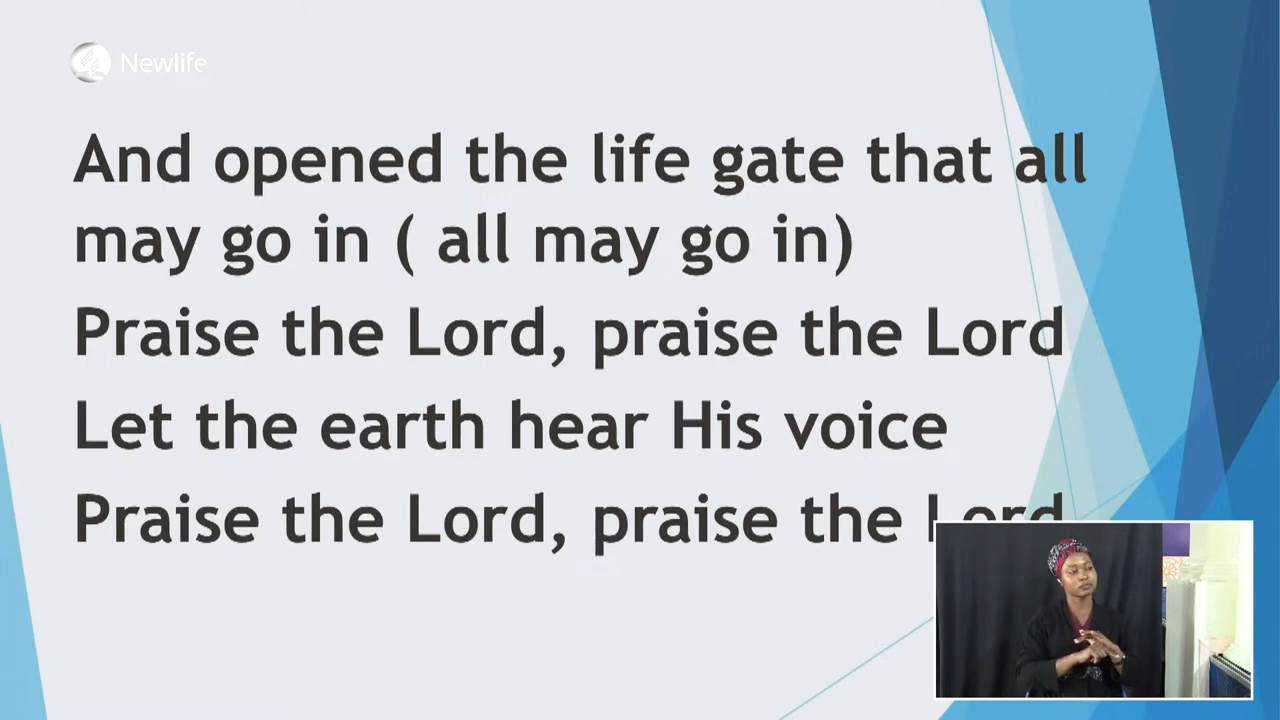 Newlife
And opened the life gate that all
may go in ( all may go in)
Praise the Lord, praise the Lord
Let the earth hear His voice
Praise the Lord, praise the Lord